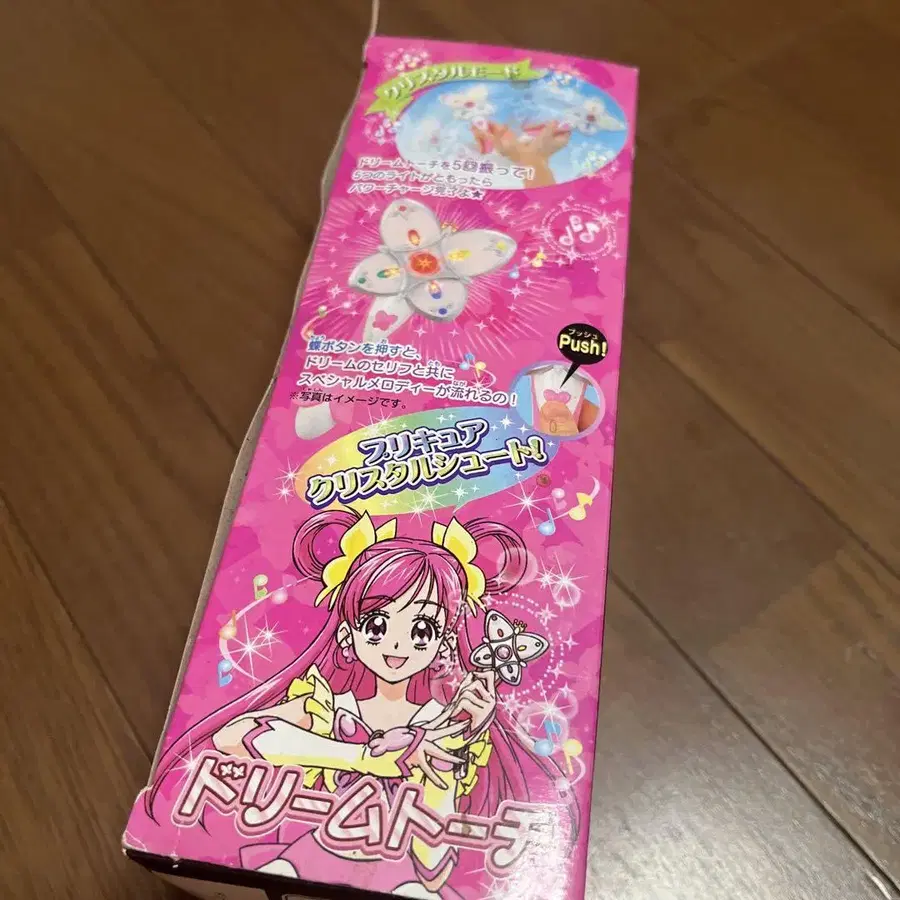 クリスタルモード
ドリームトーチを5回振って!
5つのライトがともったら
パワーチャージ完了よ★
プッシュ
Push!
蝶ボタンを押すと、
ドリームのセリフと共に
スペシャルメロディーが流れるの!
※写真はイメージです。
プリキュア
クリスタルシュート!
ドリームトーチ